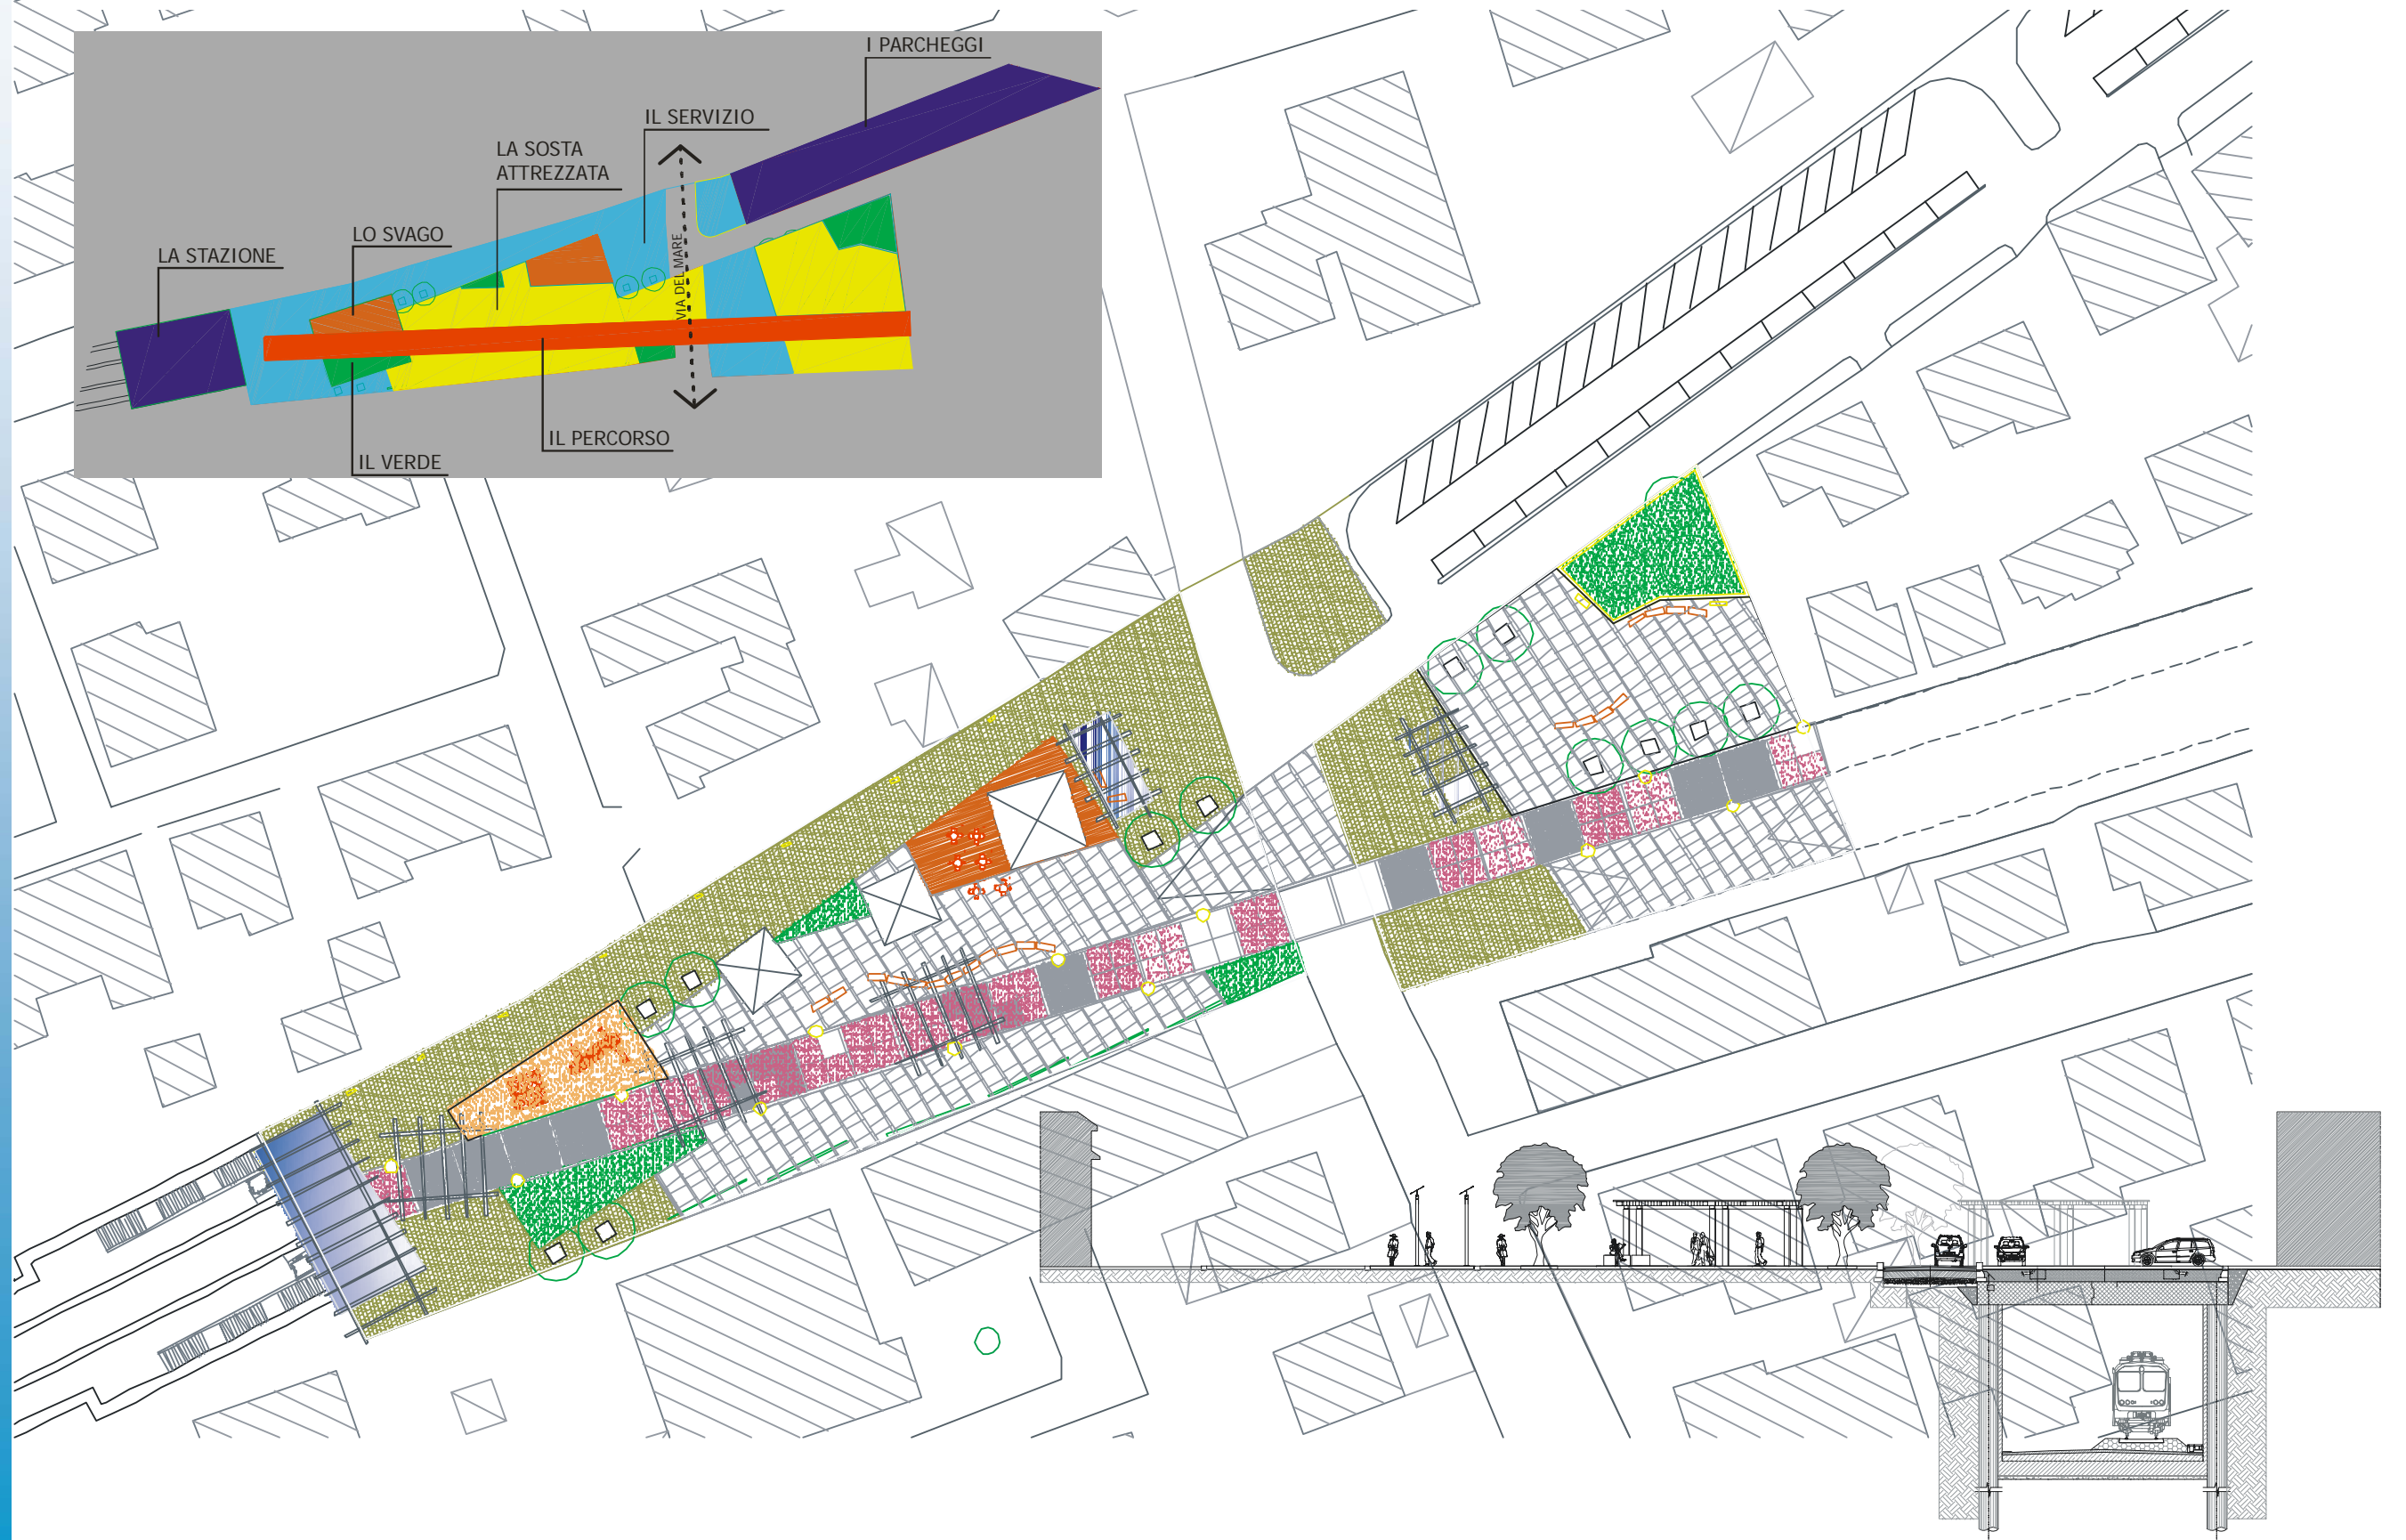 I PARCHEGGI
IL SERVIZIO
LA SOSTA
ATTREZZATA
LO SVAGO
LA STAZIONE
VIA DEL MARE
IL PERCORSO
IL VERDE